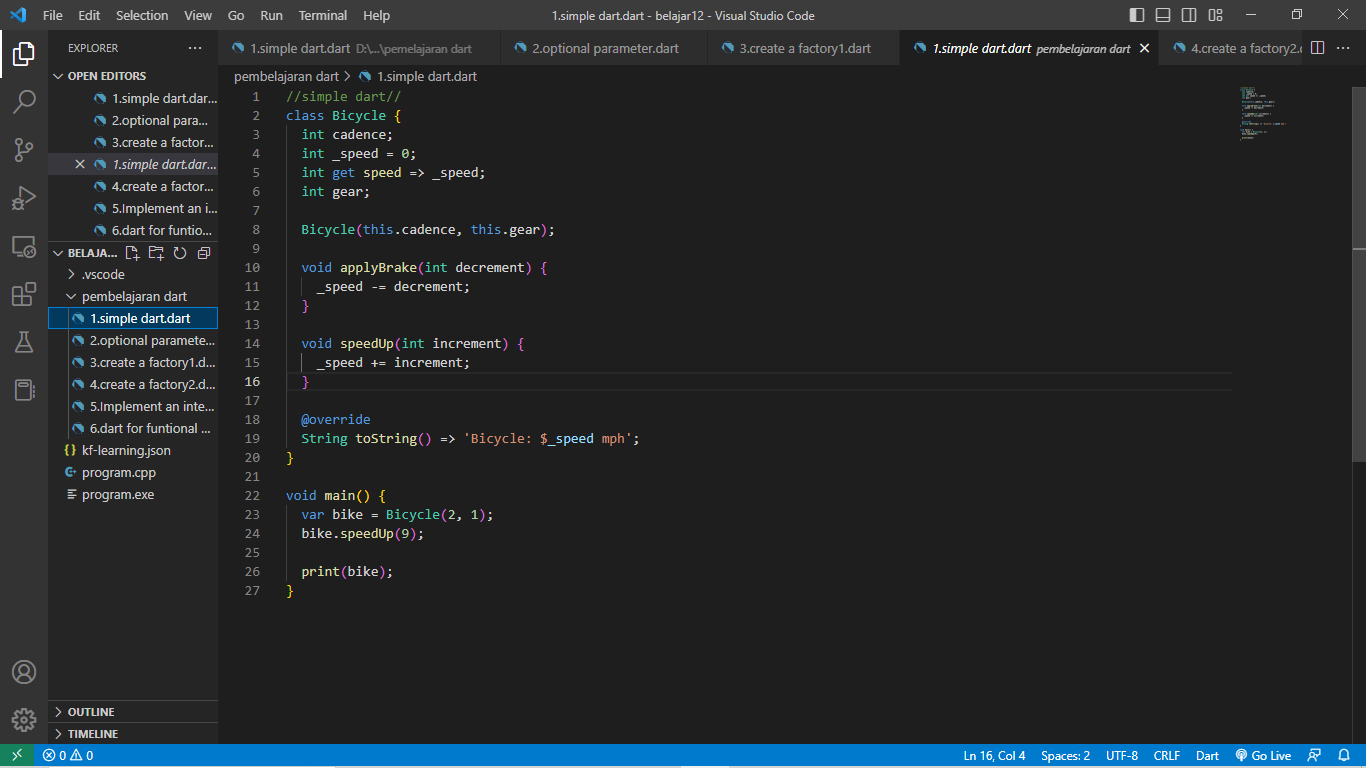 File Edit Selection View Go Run Terminal Help 1.simple dart.dart - belajar12 - Visual Studio Code
EXPLORER
1.simple dart.dart D:\...\pemelajaran dart 2.optional parameter.dart 3.create a factory1.dart 1.simple dart.dart pembelajaran dart 4.create a factory2.
OPEN EDITORS
1.simple dart.dar...
2.optional para...
3.create a factor...
1.simple dart.dar...
4.create a factor...
5.Implement an i...
6.dart for funtio...
BELAJA...
.vscode
pembelajaran dart
1.simple dart.dart
2.optional paramete...
3.create a factory1.d...
4.create a factory2.d...
5.Implement an inte...
6.dart for funtional ...
kf-learning.json
program.cpp
program.exe
OUTLINE
TIMELINE
pembelajaran dart > 1.simple dart.dart
1 //simple dart//
2 class Bicycle {
3 int cadence;
4 int _speed = 0;
5 int get speed => _speed;
6 int gear;
7
8 Bicycle(this.cadence, this.gear);
9
10 void applyBrake(int decrement) {
11 _speed -= decrement;
12 }
13
14 void speedUp(int increment) {
15 _speed += increment;
16 }
17
18 @override
19 String toString() => 'Bicycle: $_speed mph';
20 }
21
22 void main() {
23 var bike = Bicycle(2, 1);
24 bike.speedUp(9);
25
26 print(bike);
27 }
0 0 Ln 16, Col 4 Spaces: 2 UTF-8 CRLF Dart Go Live